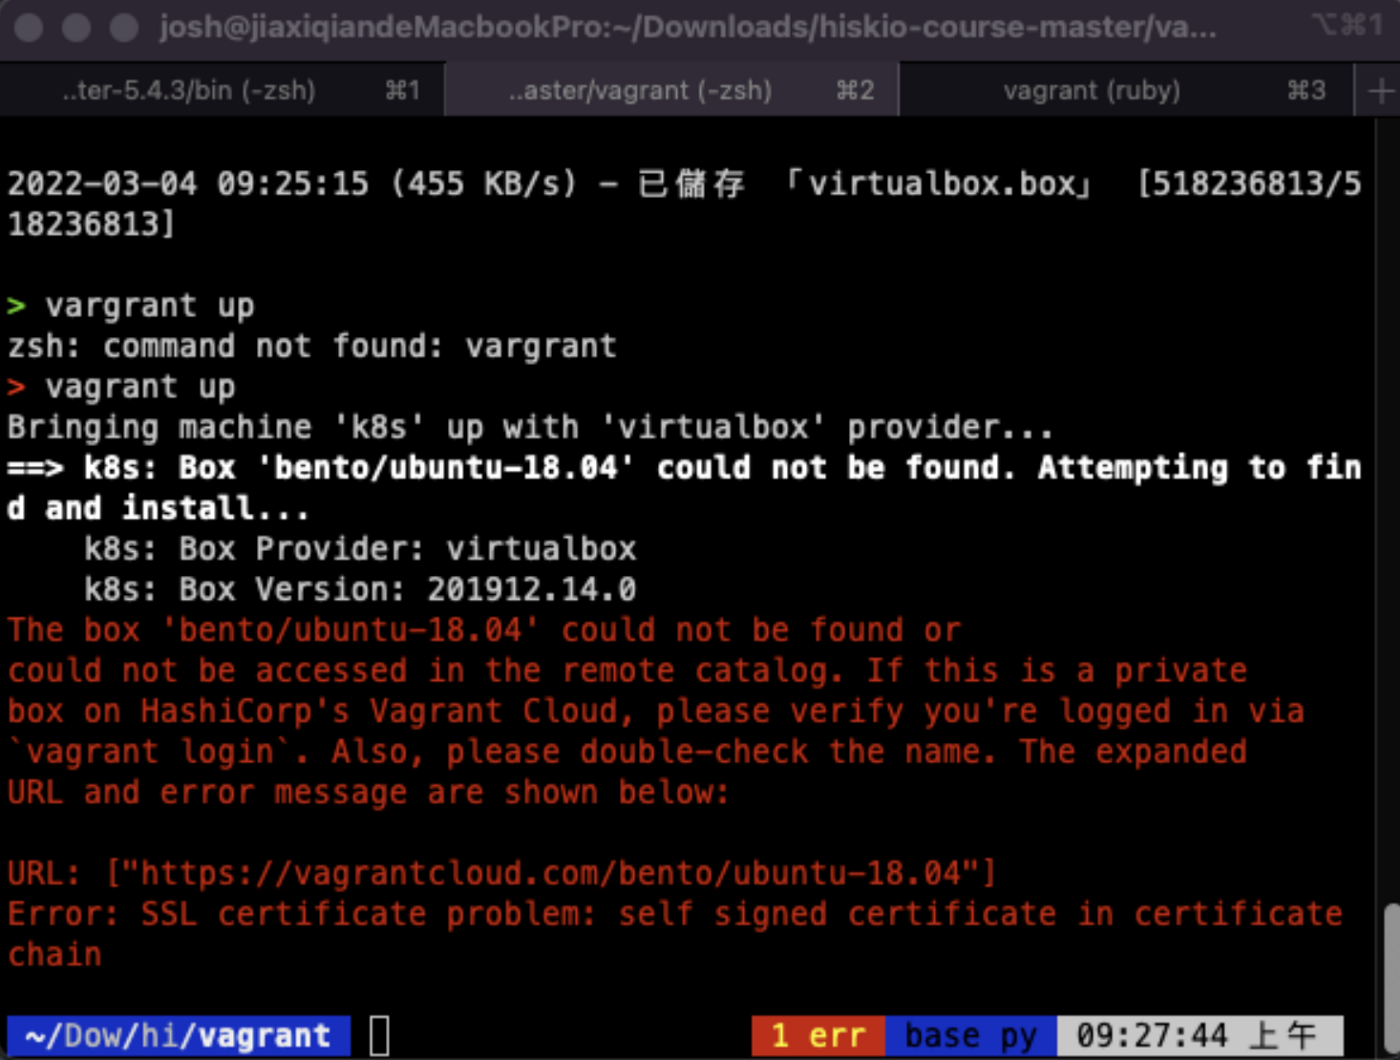 josh@jiaxiqiandeMacbookPro:~/Downloads/hiskio-course-master/va... ⌥⌘1
..ter-5.4.3/bin (-zsh) ⌘1 ..aster/vagrant (-zsh) ⌘2 vagrant (ruby) ⌘3 +
2022-03-04 09:25:15 (455 KB/s) - 已儲存 「virtualbox.box」 [518236813/5
18236813]
> vargrant up
zsh: command not found: vargrant
> vagrant up
Bringing machine 'k8s' up with 'virtualbox' provider...
==> k8s: Box 'bento/ubuntu-18.04' could not be found. Attempting to fin
d and install...
k8s: Box Provider: virtualbox
k8s: Box Version: 201912.14.0
The box 'bento/ubuntu-18.04' could not be found or
could not be accessed in the remote catalog. If this is a private
box on HashiCorp's Vagrant Cloud, please verify you're logged in via
`vagrant login`. Also, please double-check the name. The expanded
URL and error message are shown below:
URL: ["https://vagrantcloud.com/bento/ubuntu-18.04"]
Error: SSL certificate problem: self signed certificate in certificate
chain
~/Dow/hi/vagrant 1 err base py 09:27:44 上午